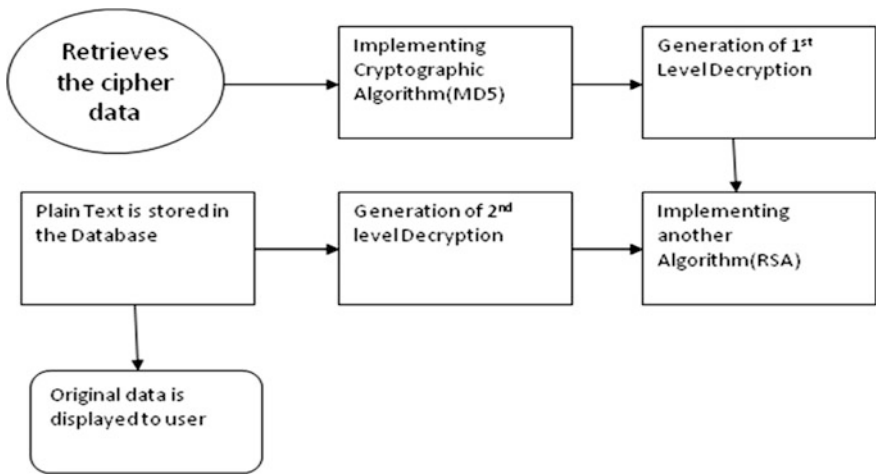 Retrieves
the cipher
data
Implementing
Cryptographic
Algorithm(MD5)
Generation of 1st
Level Decryption
Plain Text is stored in
the Database
Generation of 2nd
level Decryption
Implementing
another
Algorithm(RSA)
Original data is
displayed to user